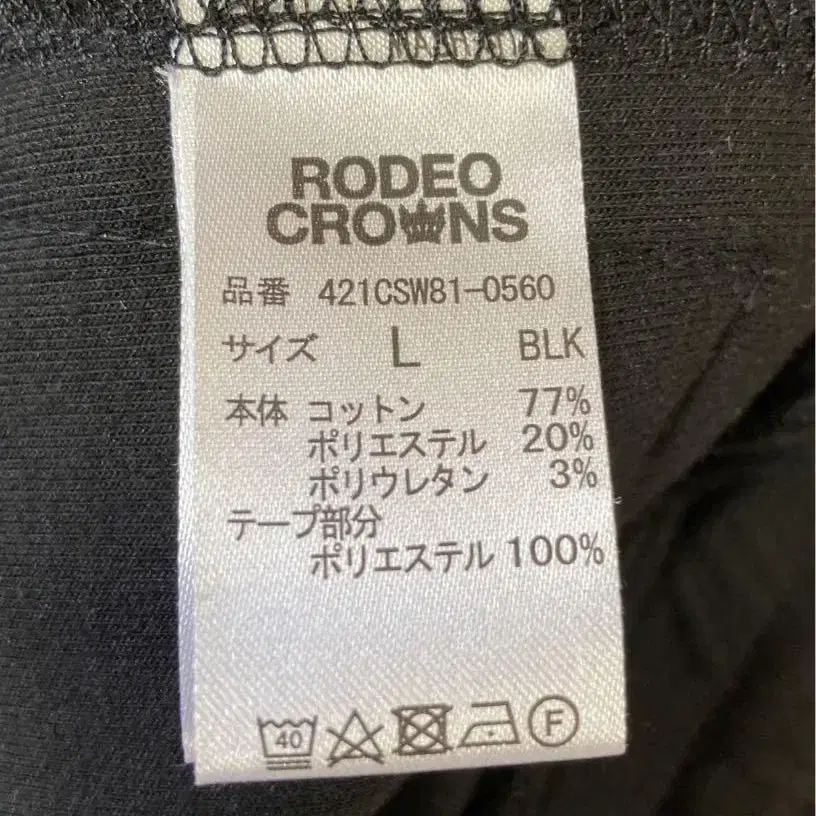 RODEO
CROWNS
品番 421CSW81-0560
サイズ L BLK
本体 コットン 77%
ポリエステル 20%
ポリウレタン 3%
テープ部分
ポリエステル 100%
40
F